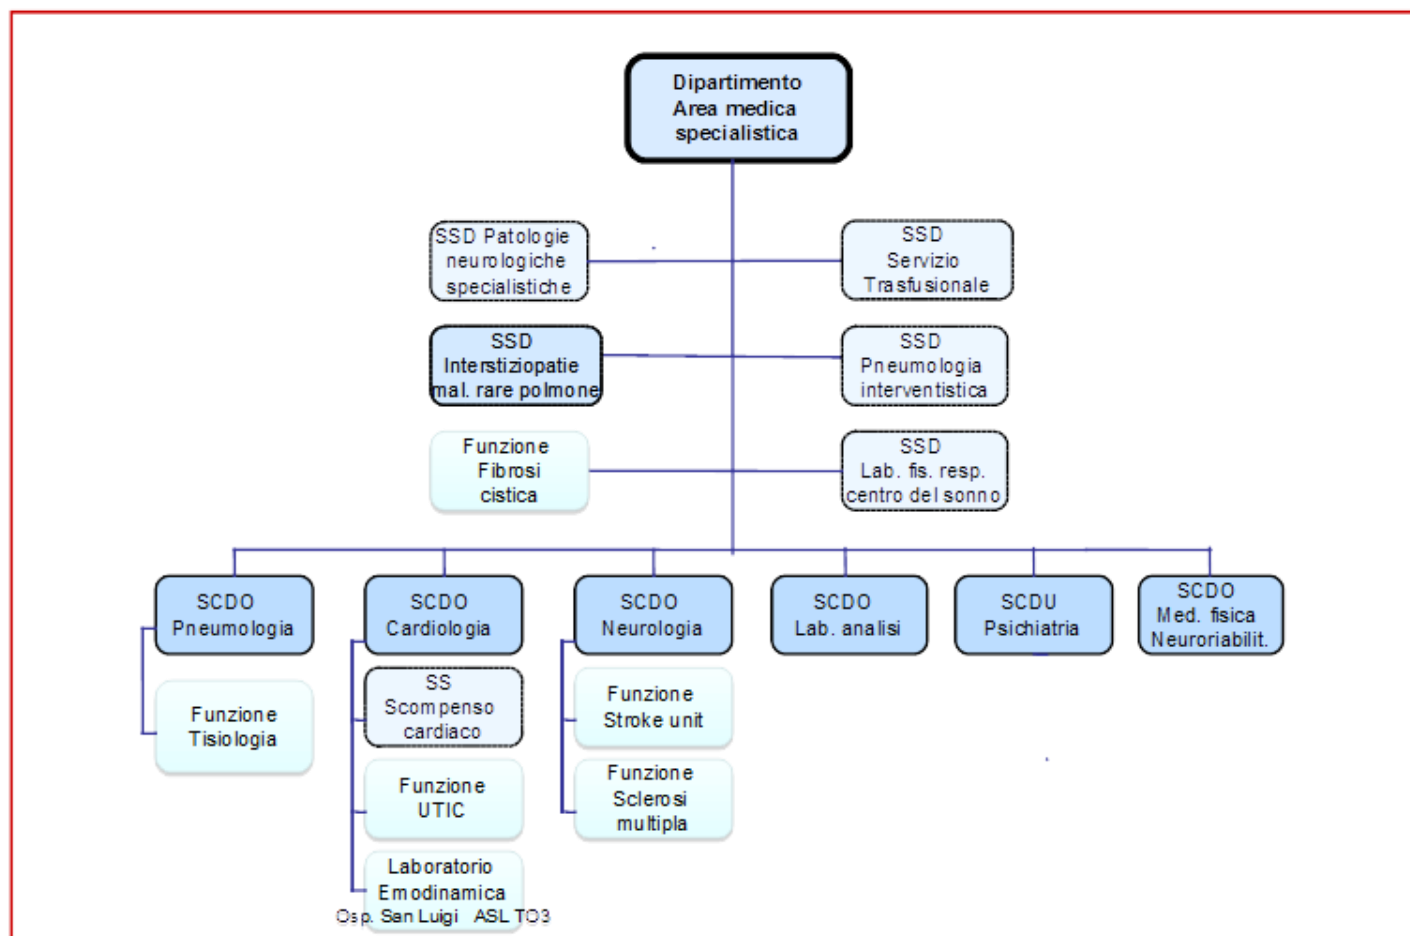 Dipartimento
Area medica
specialistica
SSD Patologie
neurologiche
specialistiche
SSD
Servizio
Trasfusionale
SSD
Interstiziopatie
mal. rare polmone
SSD
Pneumologia
interventistica
Funzione
Fibrosi
cistica
SSD
Lab. fis. resp.
centro del sonno
SCDO
Pneumologia
SCDO
Cardiologia
SCDO
Neurologia
SCDO
Lab. analisi
SCDU
Psichiatria
SCDO
Med. fisica
Neuroriabilit.
Funzione
Tisiologia
SS
Scompenso
cardiaco
Funzione
UTIC
Laboratorio
Emodinamica
Osp. San Luigi ASL TO3
Funzione
Stroke unit
Funzione
Sclerosi
multipla